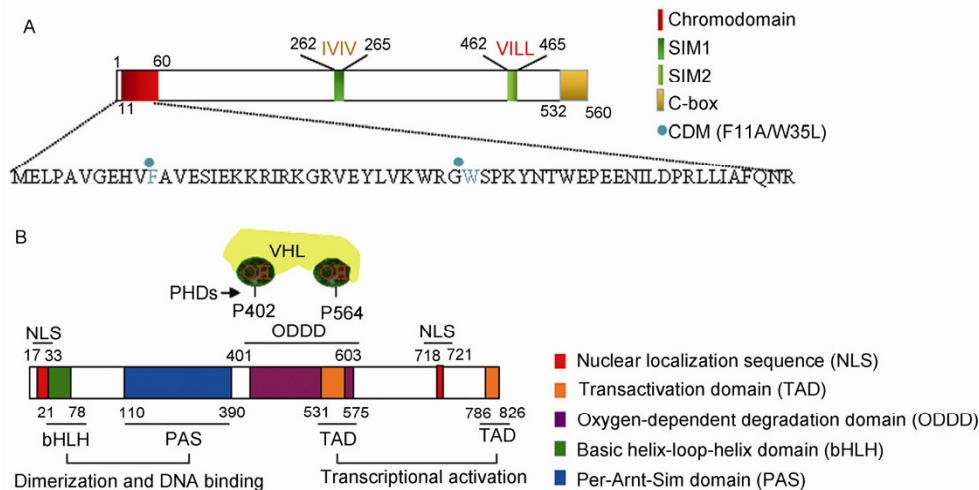 A
262 IVIV 265
462 VILL 465
1 60
11
532 560
Chromodomain
SIM1
SIM2
C-box
CDM (F11A/W35L)
MELPAVGEHVFAVESIEKKRIRKGRVEYLVKWRGWSPKYNTWEPEENILDPRLLIAFQNR
B
VHL
OH OH
PHDs
P402 P564
ODDD
NLS NLS
17 33 401 603 718 721
21 78 110 390 531 575 786 826
bHLH PAS TAD TAD
Dimerization and DNA binding
Transcriptional activation
Nuclear localization sequence (NLS)
Transactivation domain (TAD)
Oxygen-dependent degradation domain (ODDD)
Basic helix-loop-helix domain (bHLH)
Per-Arnt-Sim domain (PAS)